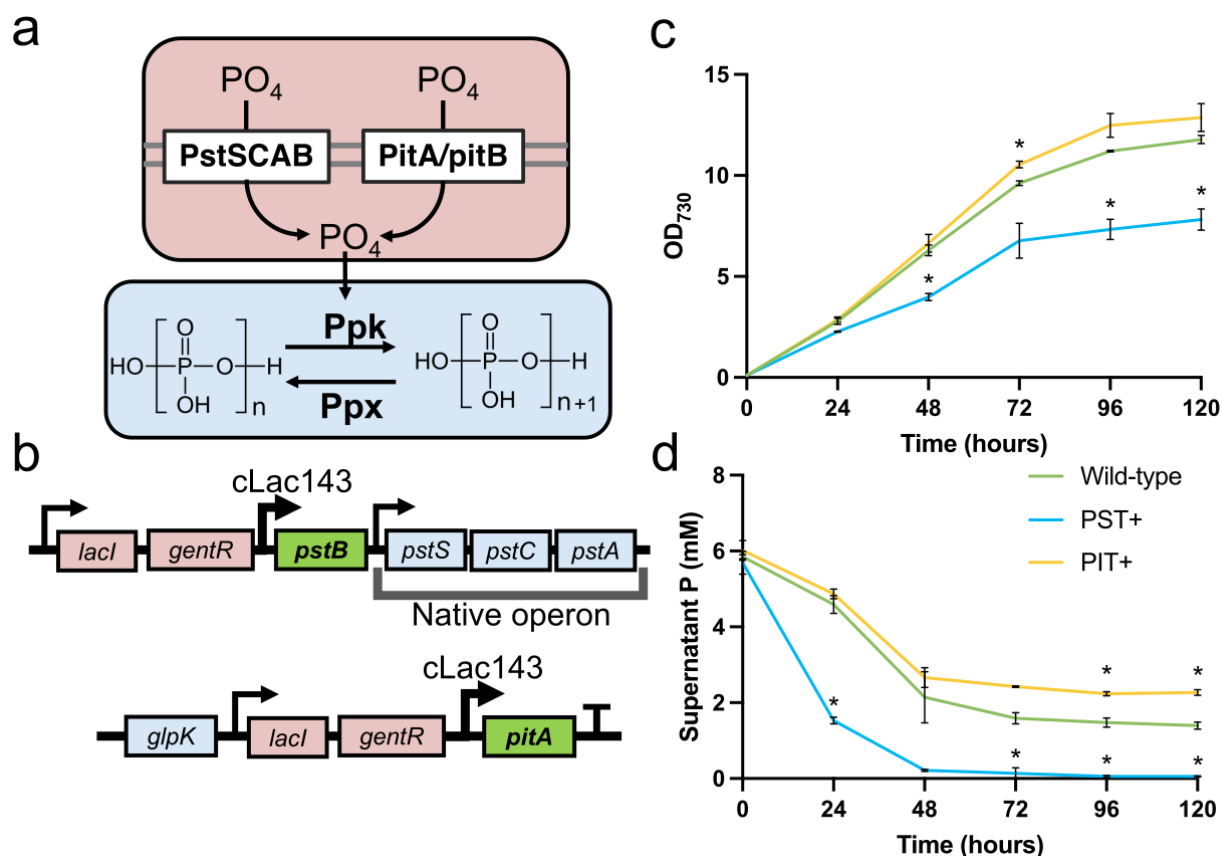 a
PO4 PO4
PstSCAB PitA/pitB
PO4
Ppk
HO P O O OH H n
HO P O O OH H n+1
Ppx
b
cLac143
lacI gentR pstB pstS pstC pstA
Native operon
cLac143
glpK lacI gentR pitA
c
OD730
15
10
5
0
* * * *
0 24 48 72 96 120
Time (hours)
d
Supernatant P (mM)
8
6
4
2
0
Wild-type
PST+
PIT+
* * * * * *
0 24 48 72 96 120
Time (hours)